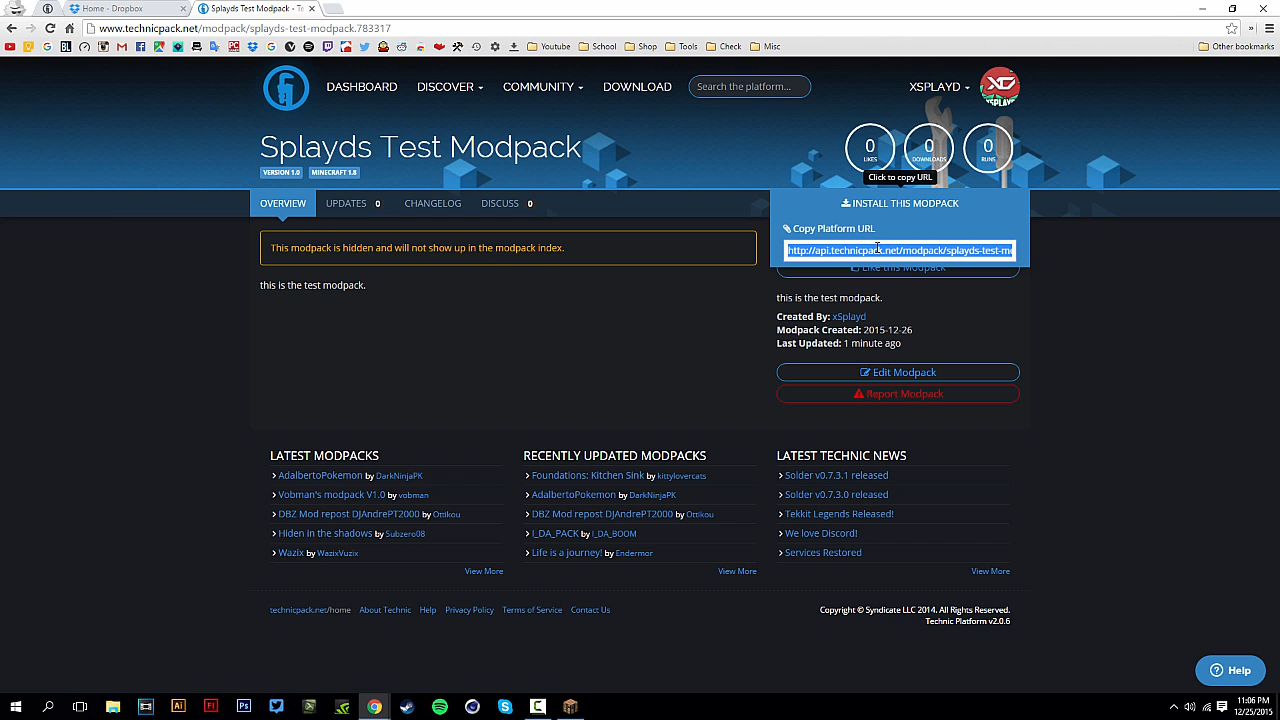 Home - Dropbox
Splayds Test Modpack - Te
www.technicpack.net/modpack/splayds-test-modpack.783317
Youtube School Shop Tools Check Misc Other bookmarks
DASHBOARD DISCOVER COMMUNITY DOWNLOAD Search the platform... XSPLAYD
Splayds Test Modpack
VERSION 1.0 MINECRAFT 1.8
0 LIKES
0 DOWNLOADS
0 RUNS
Click to copy URL
OVERVIEW UPDATES 0 CHANGELOG DISCUSS 0
INSTALL THIS MODPACK
Copy Platform URL
http://api.technicpack.net/modpack/splayds-test-mo
Like this Modpack
This modpack is hidden and will not show up in the modpack index.
this is the test modpack.
this is the test modpack.
Created By: xSplayd
Modpack Created: 2015-12-26
Last Updated: 1 minute ago
Edit Modpack
Report Modpack
LATEST MODPACKS
AdalbertoPokemon by DarkNinjaPK
Vobman's modpack V1.0 by vobman
DBZ Mod repost DJAndrePT2000 by Ottikou
Hiden in the shadows by Subzero08
Wazix by WazixVuzix
View More
RECENTLY UPDATED MODPACKS
Foundations: Kitchen Sink by kittylovercats
AdalbertoPokemon by DarkNinjaPK
DBZ Mod repost DJAndrePT2000 by Ottikou
I_DA_PACK by I_DA_BOOM
Life is a journey! by Endermor
View More
LATEST TECHNIC NEWS
Solder v0.7.3.1 released
Solder v0.7.3.0 released
Tekkit Legends Released!
We love Discord!
Services Restored
View More
technicpack.net/home About Technic Help Privacy Policy Terms of Service Contact Us
Copyright © Syndicate LLC 2014. All Rights Reserved.
Technic Platform v2.0.6
Help
11:06 PM
12/25/2015